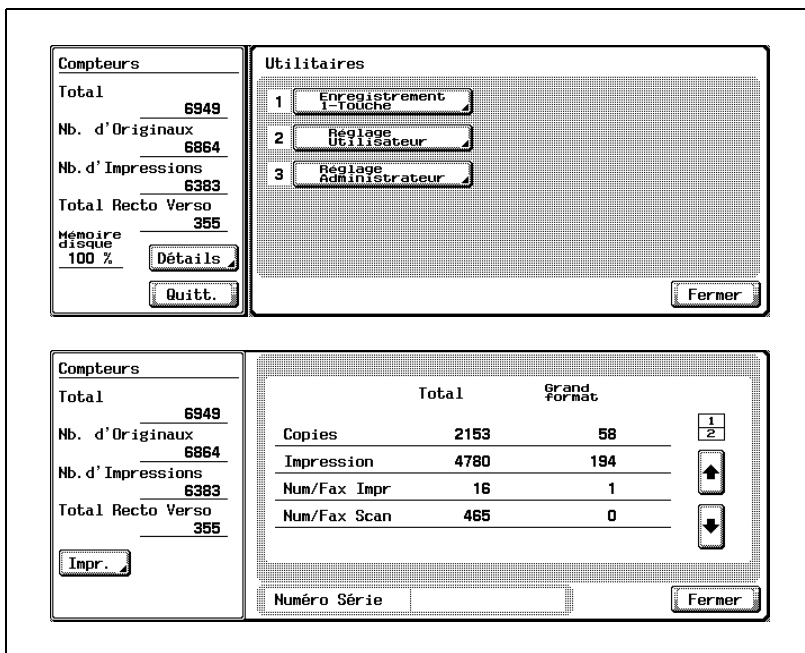 Compteurs
Total
6949
Nb. d'Originaux
6864
Nb.d'Impressions
6383
Total Recto Verso
355
Mémoire
disque
100 %
Détails
Quitt.
Utilitaires
1 Enregistrement
1-Touche
2 Réglage
Utilisateur
3 Réglage
Administrateur
Fermer
Compteurs
Total
6949
Nb. d'Originaux
6864
Nb.d'Impressions
6383
Total Recto Verso
355
Impr.
Total Grand
format
Copies 2153 58
Impression 4780 194
Num/Fax Impr 16 1
Num/Fax Scan 465 0
1
2
Numéro Série
Fermer